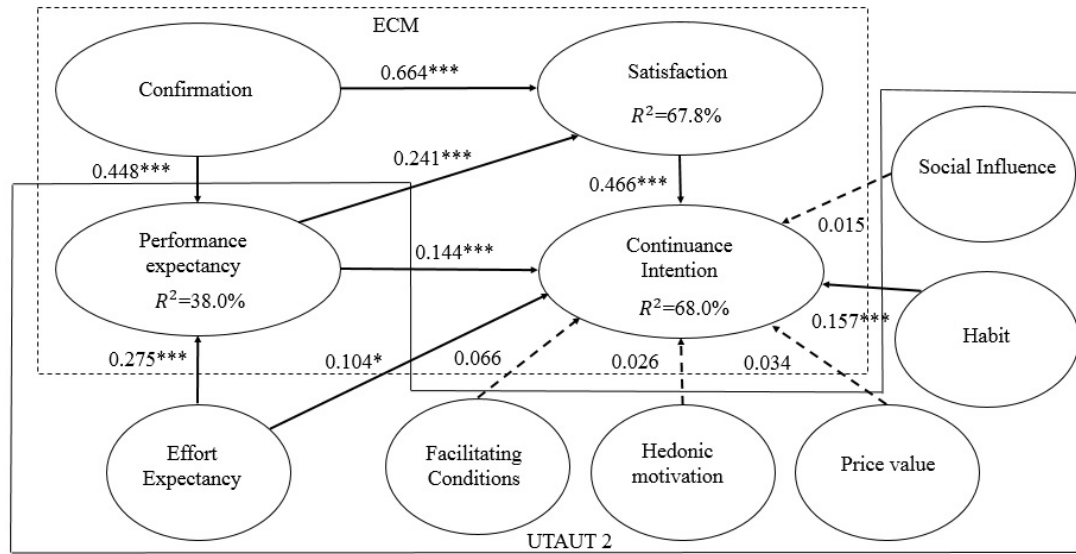 ECM
Confirmation
0.664***
Satisfaction
R²=67.8%
0.448***
0.241***
0.466***
Social Influence
0.015
Performance
expectancy
R²=38.0%
0.144***
Continuance
Intention
R²=68.0%
0.157***
Habit
0.275***
0.104*
0.066
0.026
0.034
Effort
Expectancy
Facilitating
Conditions
Hedonic
motivation
Price value
UTAUT 2